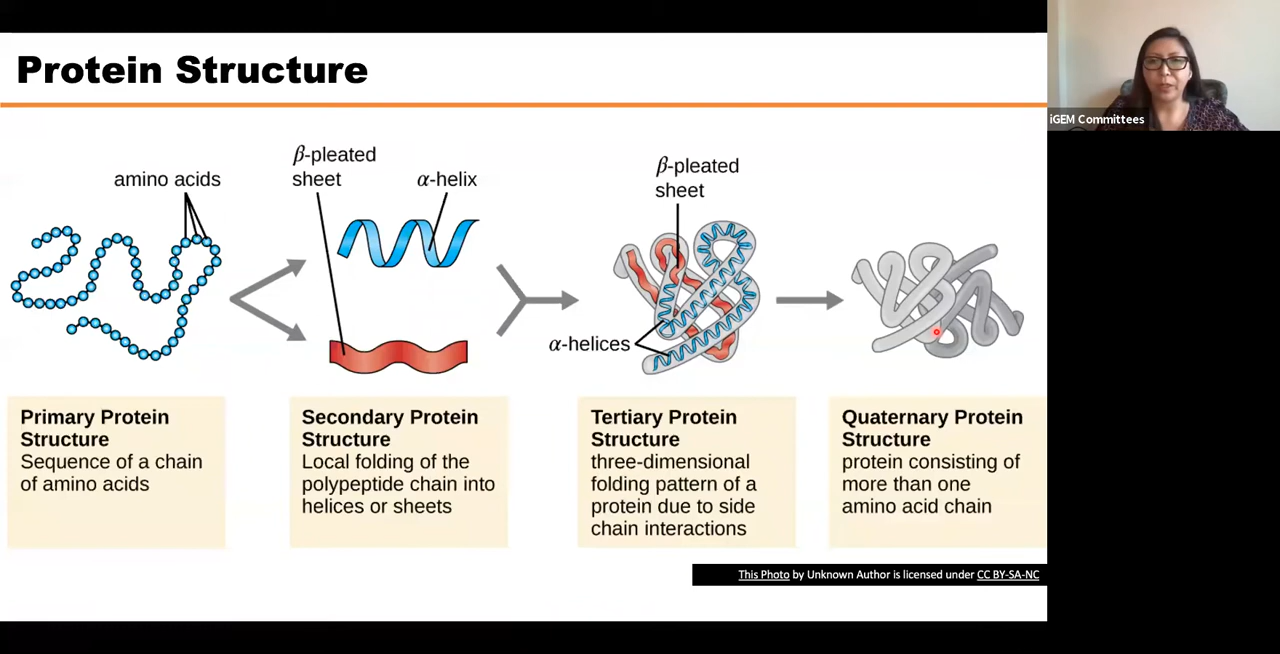 Protein Structure
iGEM Committees
amino acids
β-pleated
sheet
α-helix
β-pleated
sheet
α-helices
Primary Protein
Structure
Sequence of a chain
of amino acids
Secondary Protein
Structure
Local folding of the
polypeptide chain into
helices or sheets
Tertiary Protein
Structure
three-dimensional
folding pattern of a
protein due to side
chain interactions
Quaternary Protein
Structure
protein consisting of
more than one
amino acid chain
This Photo by Unknown Author is licensed under CC BY-SA-NC